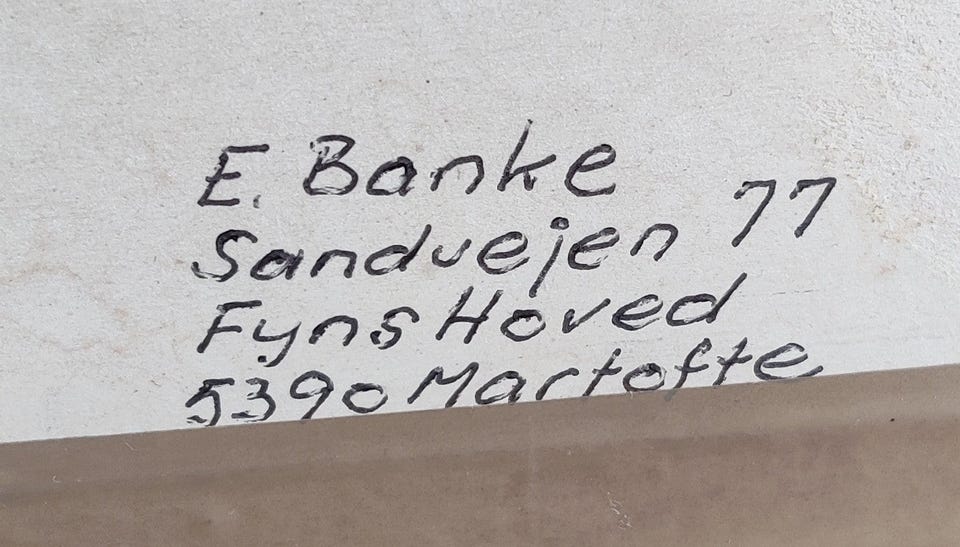 E. Banke
Sandvejen 77
Fyns Hoved
5390 Martofte